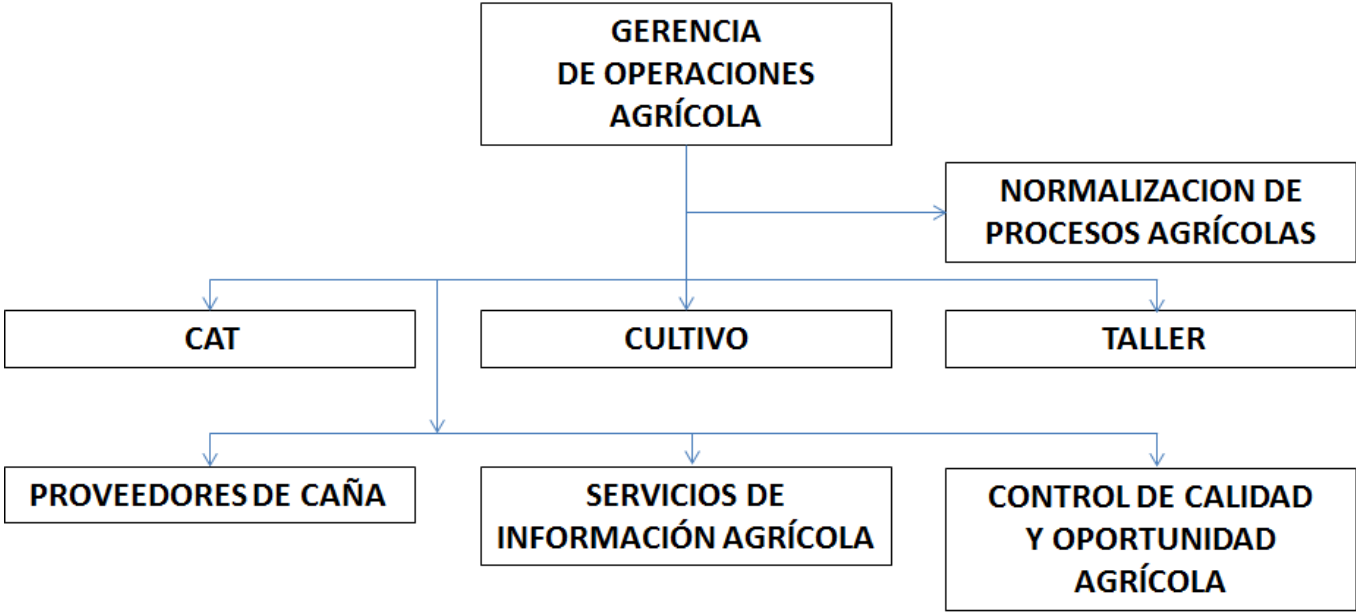 GERENCIA
DE OPERACIONES
AGRÍCOLA
NORMALIZACION DE
PROCESOS AGRÍCOLAS
CAT
CULTIVO
TALLER
PROVEEDORES DE CAÑA
SERVICIOS DE
INFORMACIÓN AGRÍCOLA
CONTROL DE CALIDAD
Y OPORTUNIDAD
AGRÍCOLA